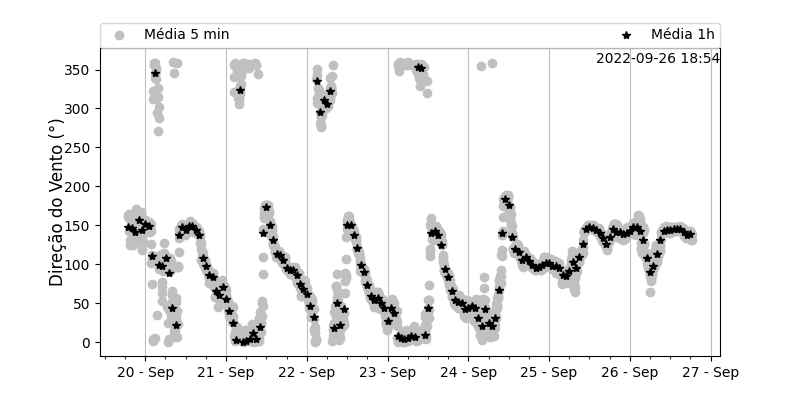 Média 5 min
Média 1h
2022-09-26 18:54
Direção do Vento (°)
350
300
250
200
150
100
50
0
20 - Sep
21 - Sep
22 - Sep
23 - Sep
24 - Sep
25 - Sep
26 - Sep
27 - Sep